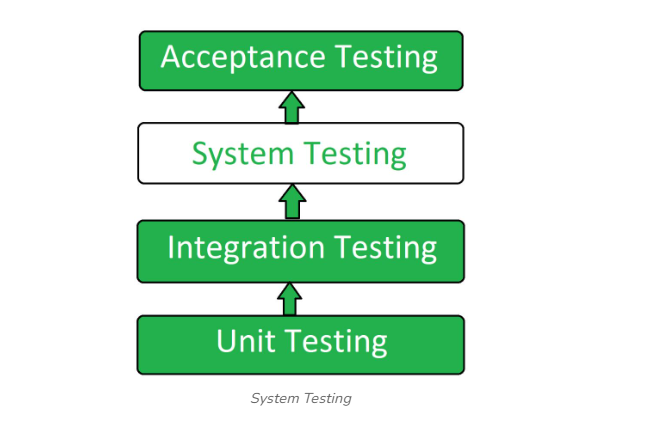 Acceptance Testing
System Testing
Integration Testing
Unit Testing
System Testing